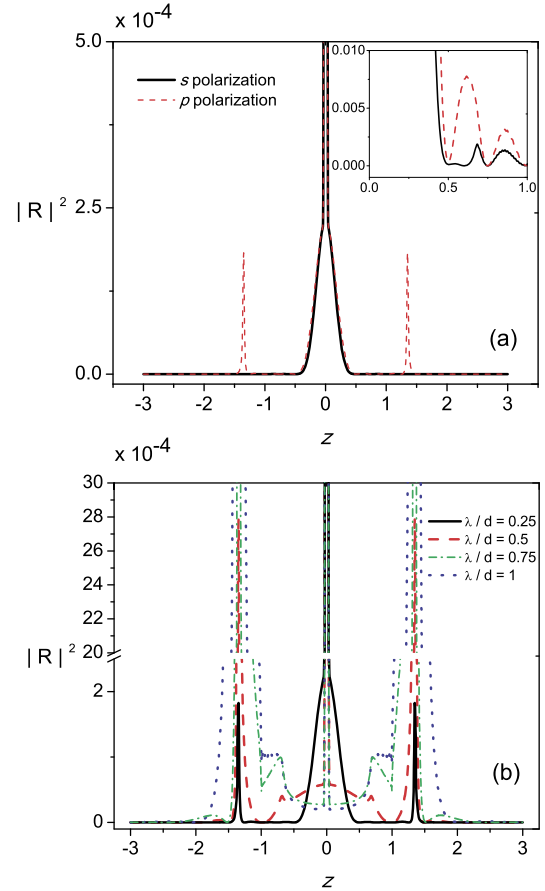 x 10⁻⁴
5.0
2.5
0.0
| R | ²
s polarization
p polarization
0.010
0.005
0.000
0.0 0.5 1.0
(a)
-3 -2 -1 0 1 2 3
z
x 10⁻⁴
30
28
26
24
22
20
2
0
| R | ²
λ / d = 0.25
λ / d = 0.5
λ / d = 0.75
λ / d = 1
(b)
-3 -2 -1 0 1 2 3
z